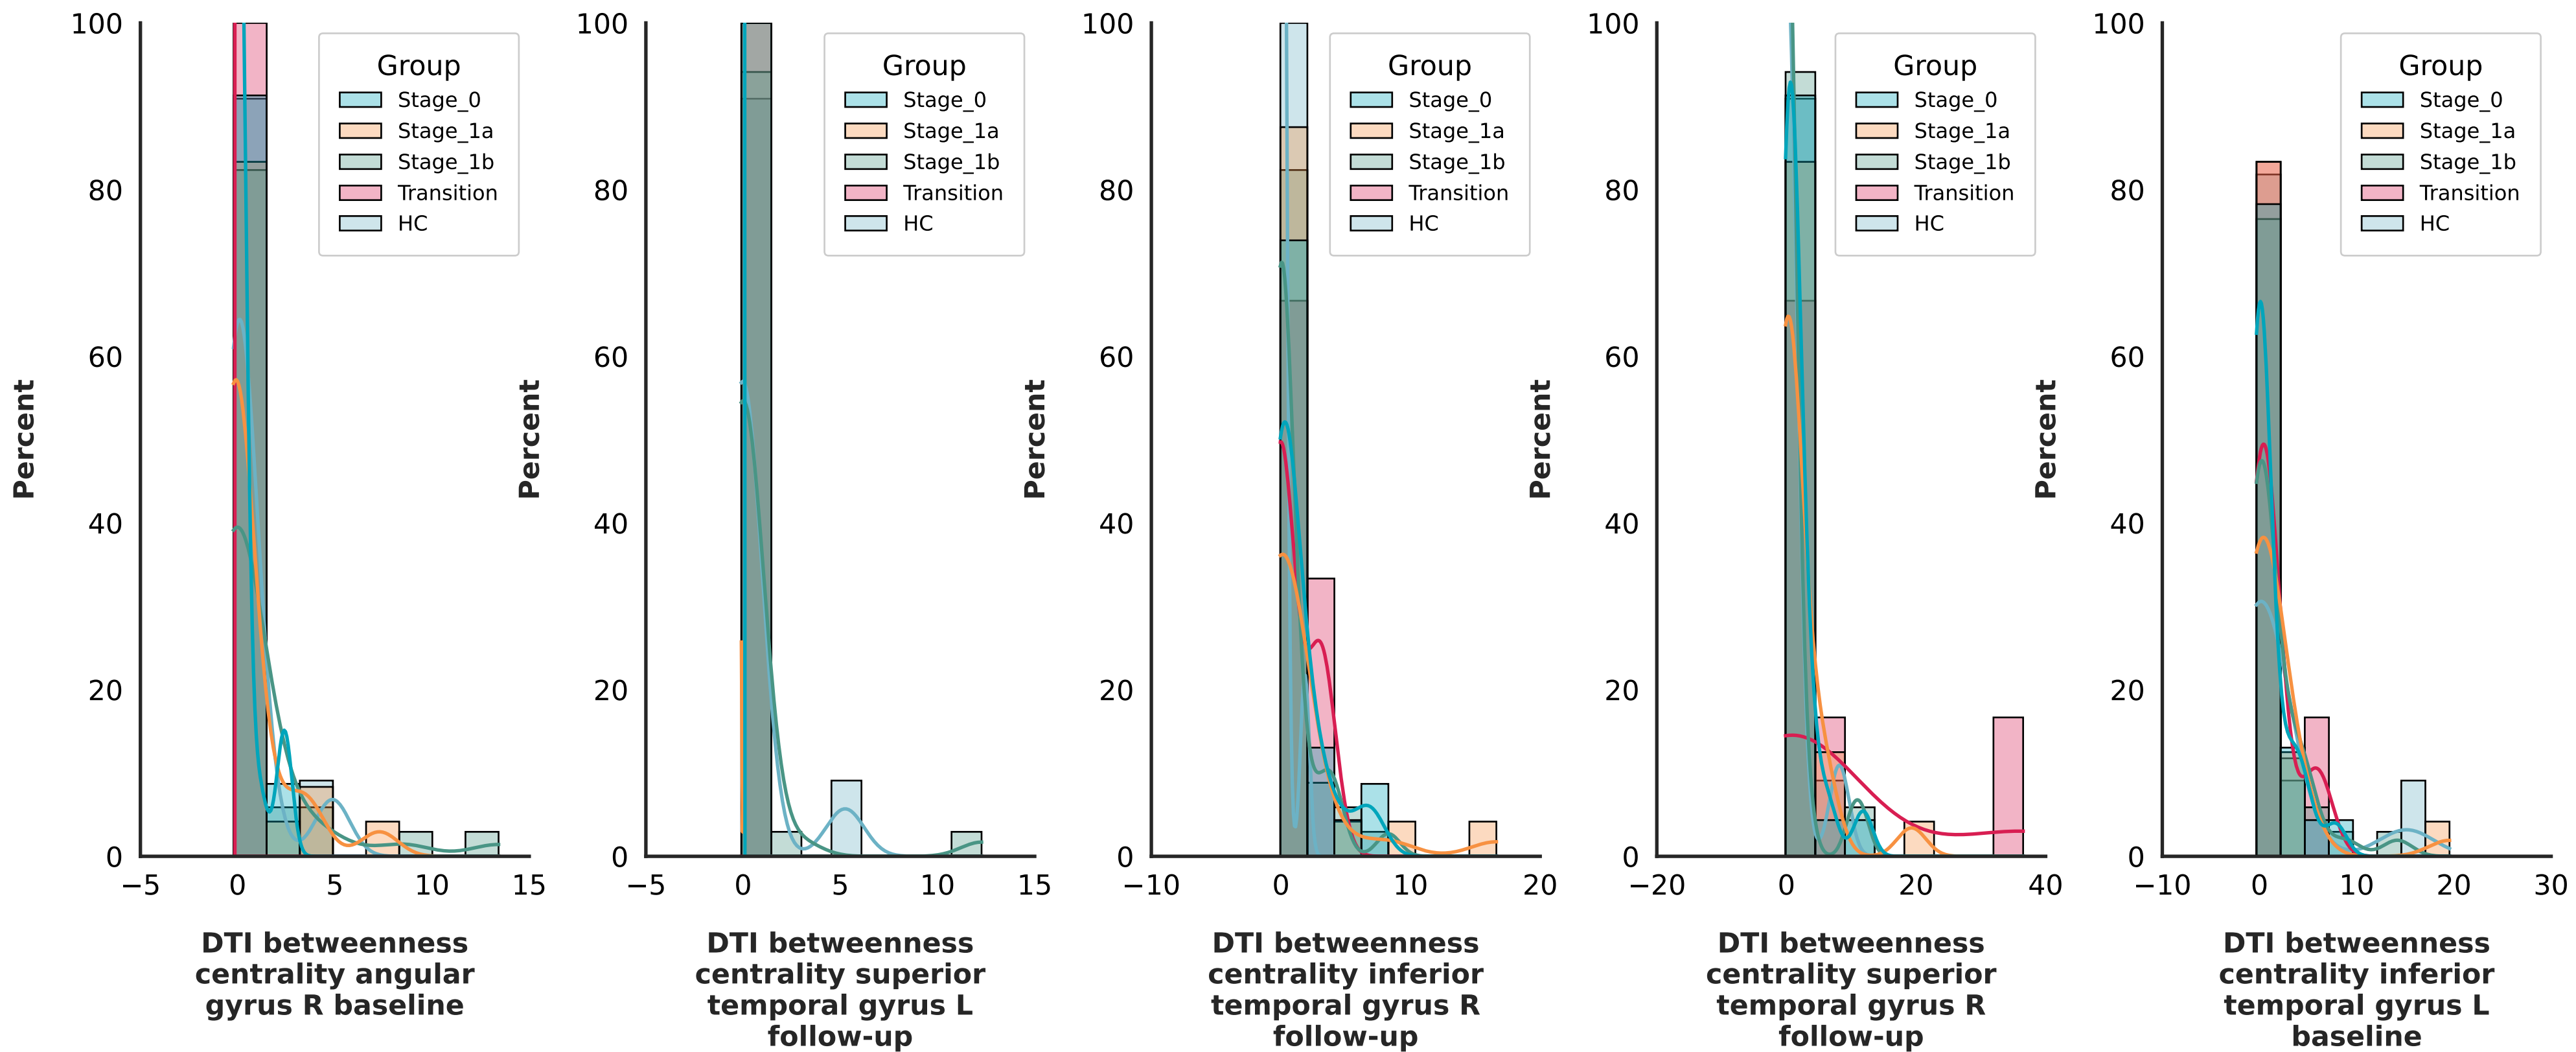 Percent
100
80
60
40
20
0
−5
0
5
10
15
Group
Stage_0
Stage_1a
Stage_1b
Transition
HC
DTI betweenness
centrality angular
gyrus R baseline
Percent
100
80
60
40
20
0
−5
0
5
10
15
Group
Stage_0
Stage_1a
Stage_1b
Transition
HC
DTI betweenness
centrality superior
temporal gyrus L
follow-up
Percent
100
80
60
40
20
0
−10
0
10
20
Group
Stage_0
Stage_1a
Stage_1b
Transition
HC
DTI betweenness
centrality inferior
temporal gyrus R
follow-up
Percent
100
80
60
40
20
0
−20
0
20
40
Group
Stage_0
Stage_1a
Stage_1b
Transition
HC
DTI betweenness
centrality superior
temporal gyrus R
follow-up
Percent
100
80
60
40
20
0
−10
0
10
20
30
Group
Stage_0
Stage_1a
Stage_1b
Transition
HC
DTI betweenness
centrality inferior
temporal gyrus L
baseline